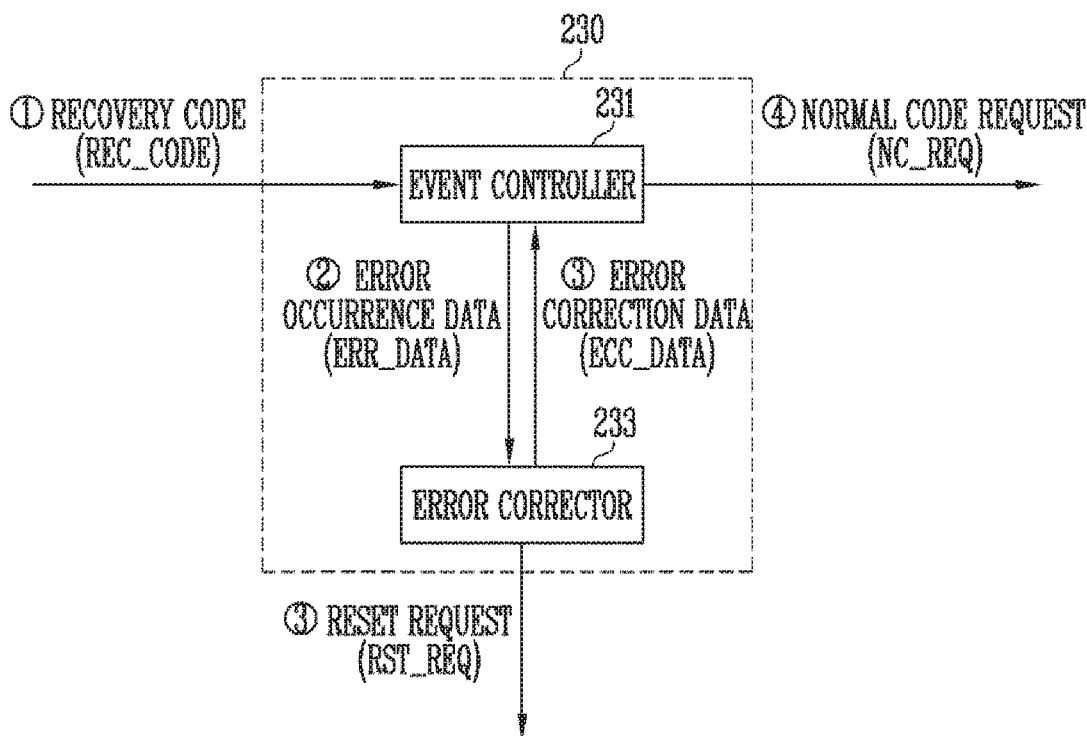 230
① RECOVERY CODE
(REC_CODE)
231
④ NORMAL CODE REQUEST
(NC_REQ)
EVENT CONTROLLER
② ERROR
OCCURRENCE DATA
(ERR_DATA)
③ ERROR
CORRECTION DATA
(ECC_DATA)
233
ERROR CORRECTOR
③ RESET REQUEST
(RST_REQ)